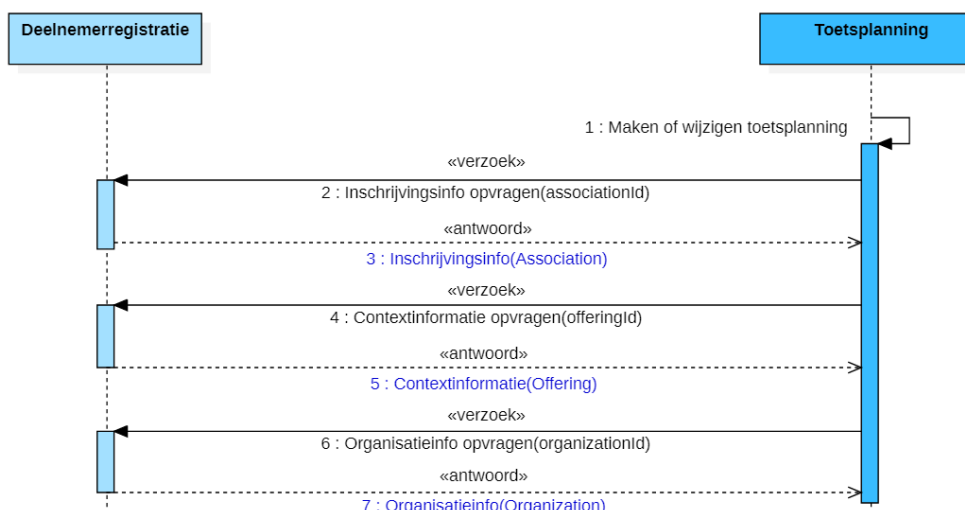 Deelnemerregistratie
Toetsplanning
1 : Maken of wijzigen toetsplanning
«verzoek»
2 : Inschrijvingsinfo opvragen(associationId)
«antwoord»
3 : Inschrijvingsinfo(Association)
«verzoek»
4 : Contextinformatie opvragen(offeringId)
«antwoord»
5 : Contextinformatie(Offering)
«verzoek»
6 : Organisatieinfo opvragen(organizationId)
«antwoord»
7 : Organisatieinfo(Organization)